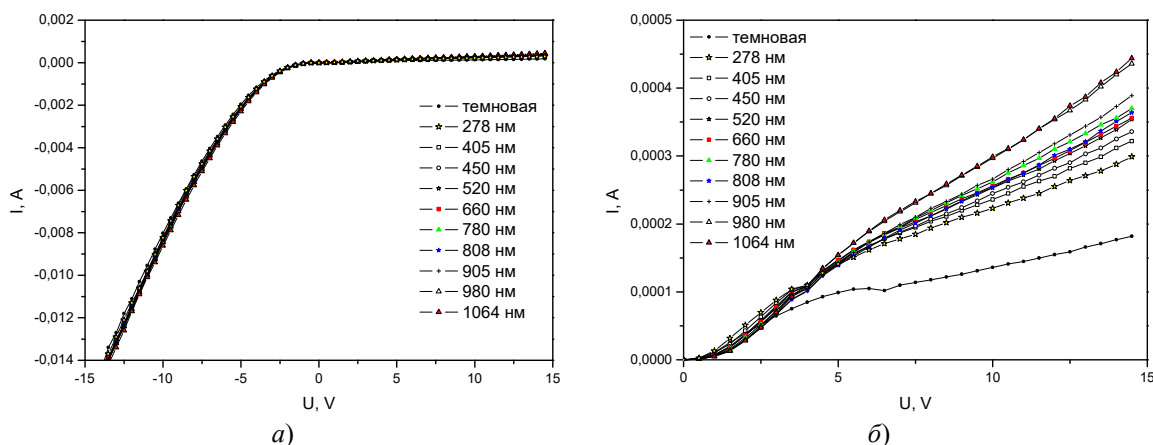 0,002
0,000
-0,002
-0,004
-0,006
-0,008
-0,010
-0,012
-0,014
I, A
-15
-10
-5
0
5
10
15
U, V
темновая
278 нм
405 нм
450 нм
520 нм
660 нм
780 нм
808 нм
905 нм
980 нм
1064 нм
а)
0,0005
0,0004
0,0003
0,0002
0,0001
0,0000
I, A
0
5
10
15
U, V
темновая
278 нм
405 нм
450 нм
520 нм
660 нм
780 нм
808 нм
905 нм
980 нм
1064 нм
б)